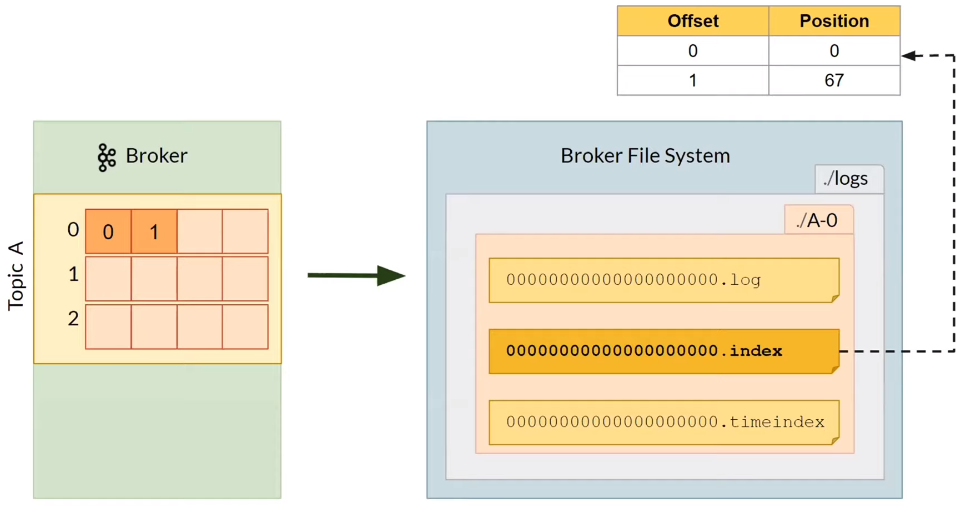 Offset Position
0 0
1 67
Broker
Topic A
0 0 1
1
2
Broker File System
./logs
./A-0
00000000000000000000.log
00000000000000000000.index
00000000000000000000.timeindex